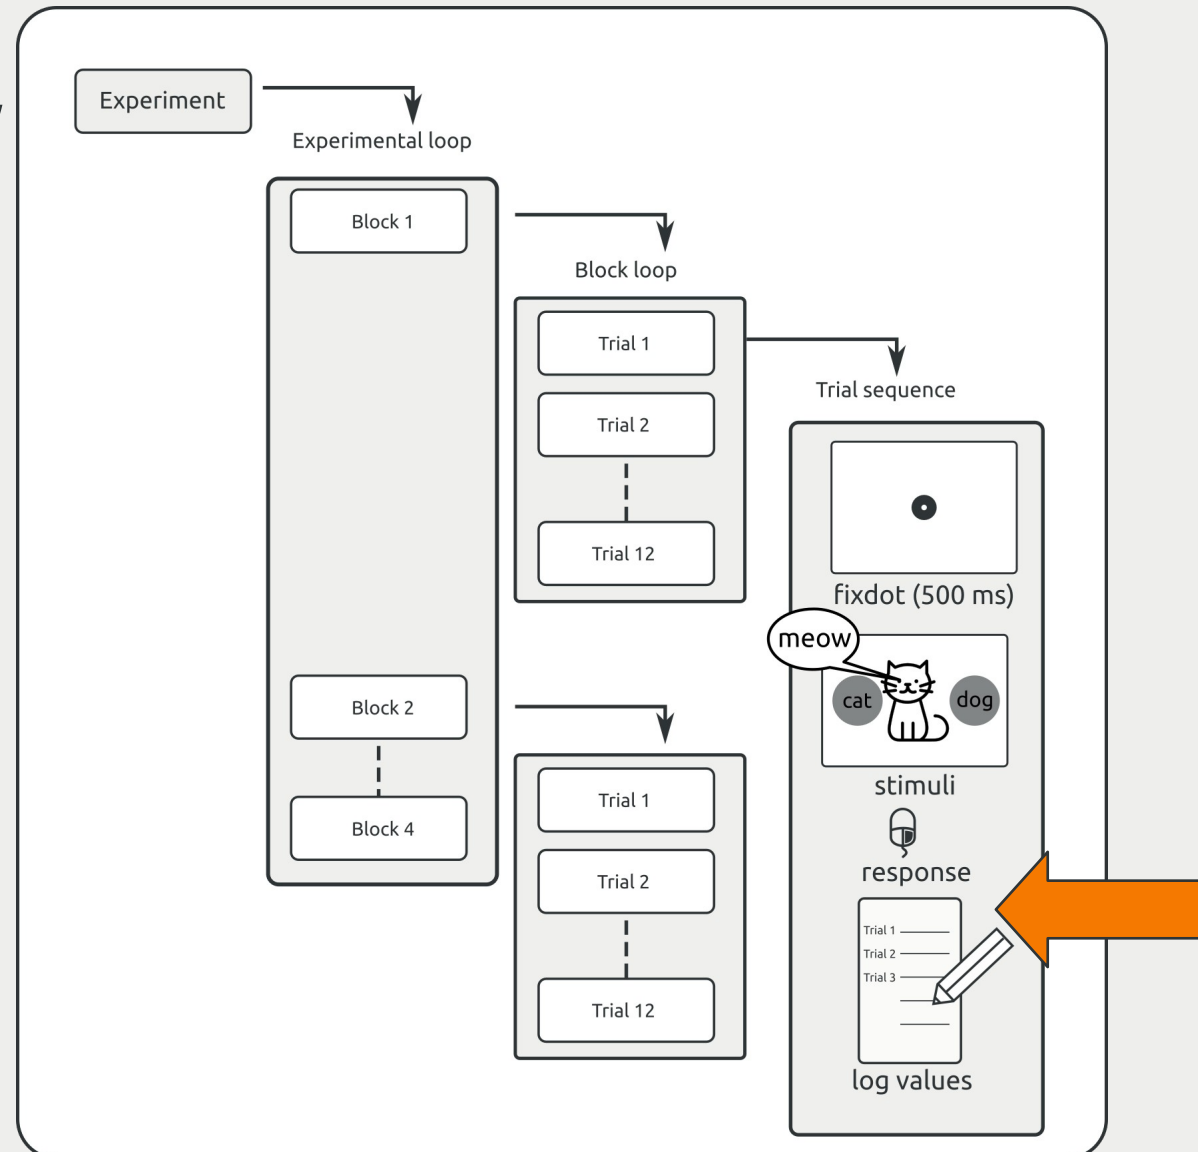 Experiment
Experimental loop
Block 1
Block loop
Trial 1
Trial 2
Trial 12
Trial sequence
fixdot (500 ms)
meow
cat
dog
stimuli
response
Trial 1
Trial 2
Trial 3
log values
Block 2
Block 4
Trial 1
Trial 2
Trial 12